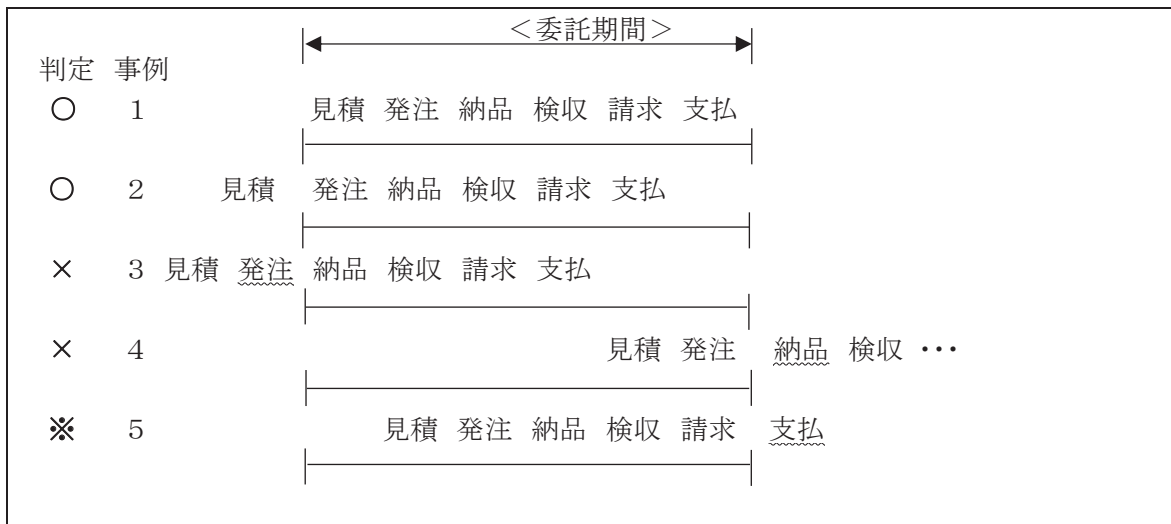 ＜委託期間＞
判定 事例
○ 1 見積 発注 納品 検収 請求 支払
○ 2 見積 発注 納品 検収 請求 支払
× 3 見積 発注 納品 検収 請求 支払
× 4 見積 発注 納品 検収 ・・・
※ 5 見積 発注 納品 検収 請求 支払